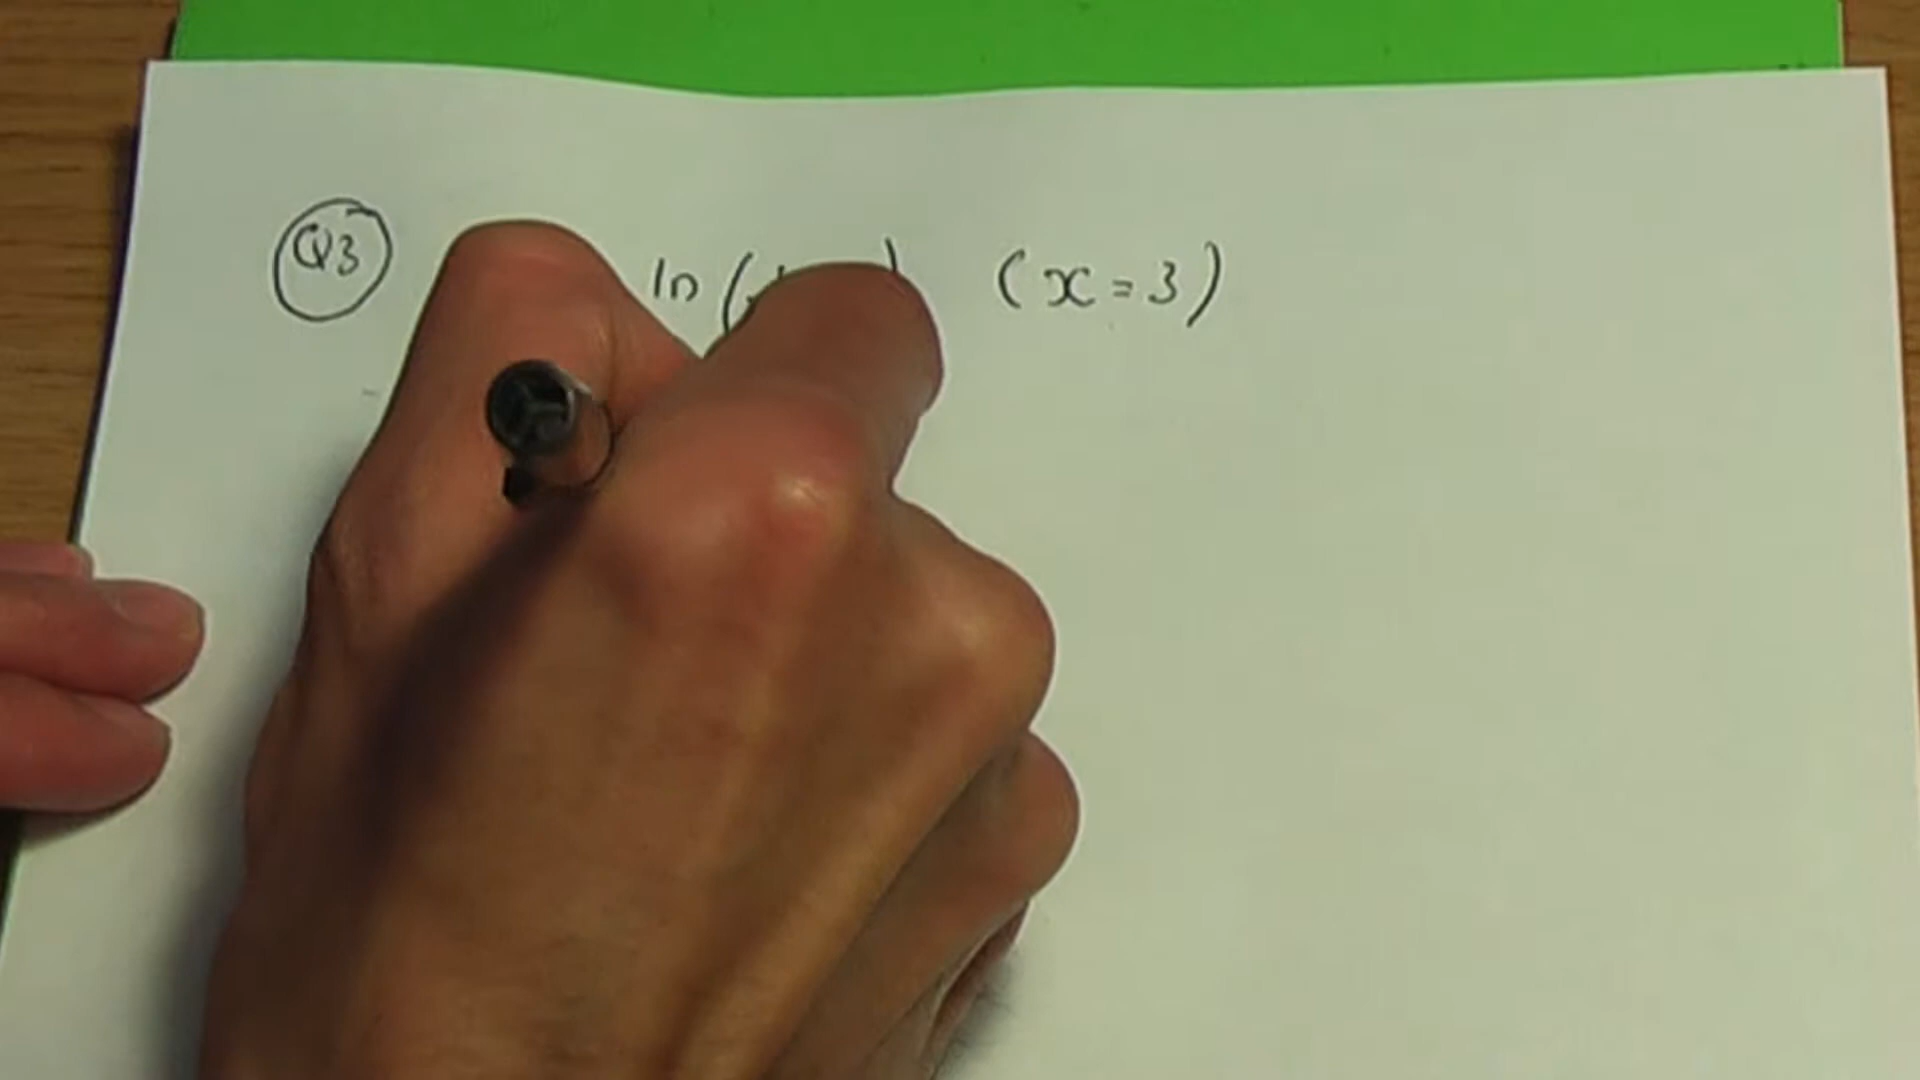 Q3 ln ( ) (x = 3)